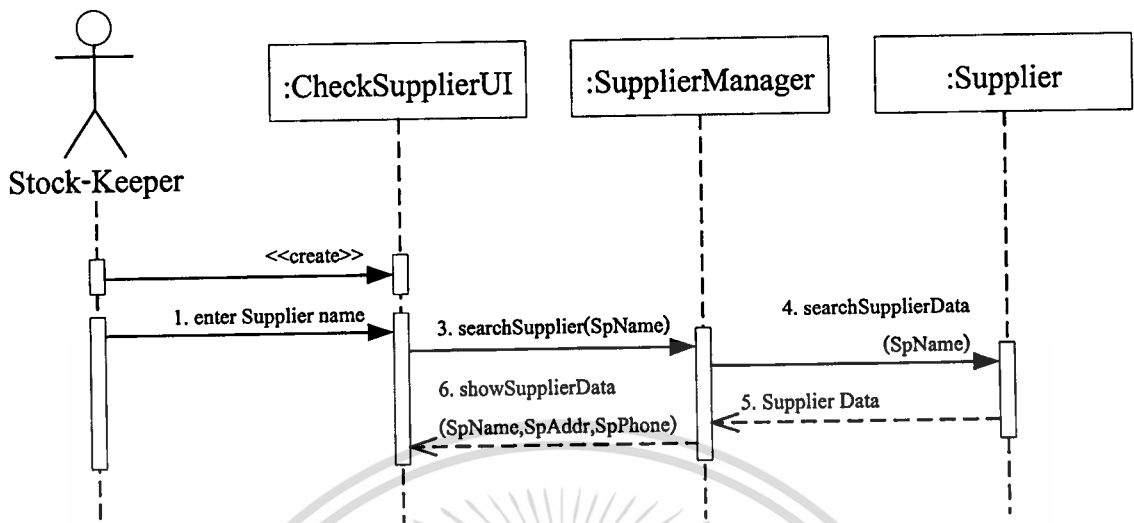 :CheckSupplierUI
:SupplierManager
:Supplier
Stock-Keeper
<<create>>
1. enter Supplier name
3. searchSupplier(SpName)
4. searchSupplierData
(SpName)
6. showSupplierData
(SpName,SpAddr,SpPhone)
5. Supplier Data